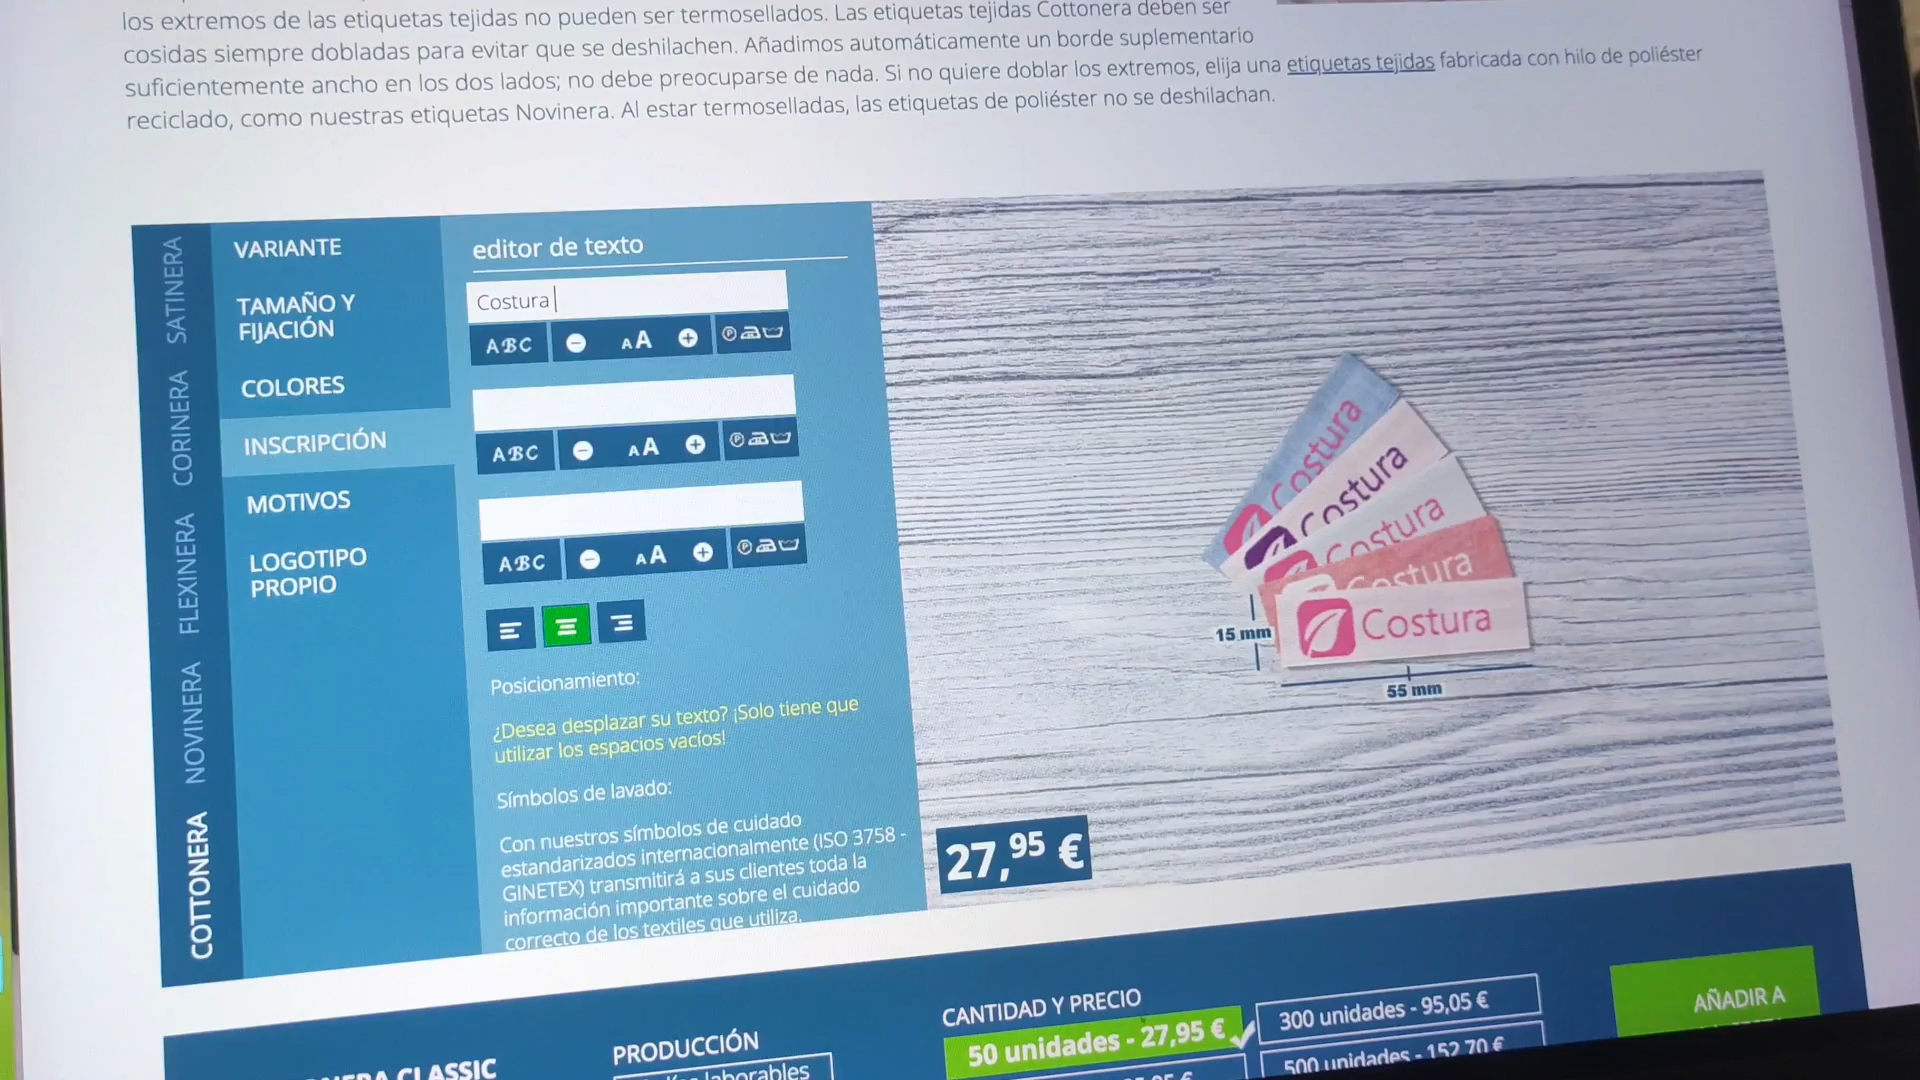 los extremos de las etiquetas tejidas no pueden ser termosellados. Las etiquetas tejidas Cottonera deben ser
cosidas siempre dobladas para evitar que se deshilachen. Añadimos automáticamente un borde suplementario
suficientemente ancho en los dos lados; no debe preocuparse de nada. Si no quiere doblar los extremos, elija una etiquetas tejidas fabricada con hilo de poliéster
reciclado, como nuestras etiquetas Novinera. Al estar termoselladas, las etiquetas de poliéster no se deshilachan.
SATINERA
CORINERA
FLEXINERA
NOVINERA
COTTONERA
VARIANTE
TAMAÑO Y
FIJACIÓN
COLORES
INSCRIPCIÓN
MOTIVOS
LOGOTIPO
PROPIO
editor de texto
Costura
ABC AA
ABC AA
ABC AA
Posicionamiento:
¿Desea desplazar su texto? ¡Solo tiene que
utilizar los espacios vacíos!
Símbolos de lavado:
Con nuestros símbolos de cuidado
estandarizados internacionalmente (ISO 3758 -
GINETEX) transmitirá a sus clientes toda la
información importante sobre el cuidado
correcto de los textiles que utiliza.
Costura
Costura
Costura
Costura
Costura
15 mm
55 mm
27,95 €
CLASSIC
PRODUCCIÓN
laborables
CANTIDAD Y PRECIO
50 unidades - 27,95 €
300 unidades - 95,05 €
500 unidades - 152,70 €
AÑADIR A